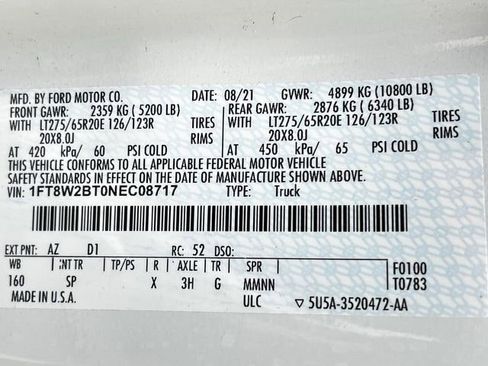 MFD. BY FORD MOTOR CO. DATE: 08/21 GVWR: 4899 KG (10800 LB)
FRONT GAWR: 2359 KG ( 5200 LB) REAR GAWR: 2876 KG ( 6340 LB)
WITH LT275/65R20E 126/123R TIRES WITH LT275/65R20E 126/123R TIRES
20X8.0J RIMS 20X8.0J RIMS
AT 420 kPa/ 60 PSI COLD AT 450 kPa/ 65 PSI COLD
THIS VEHICLE CONFORMS TO ALL APPLICABLE FEDERAL MOTOR VEHICLE
SAFETY STANDARDS IN EFFECT ON THE DATE OF MANUFACTURE SHOWN ABOVE.
VIN: 1FT8W2BT0NEC08717 TYPE: Truck
EXT PNT: AZ D1 RC: 52 DSO:
WB INT TR TP/PS R AXLE TR SPR F0100
160 SP X 3H G MMNN T0783
MADE IN U.S.A. ULC ▽ 5U5A-3520472-AA